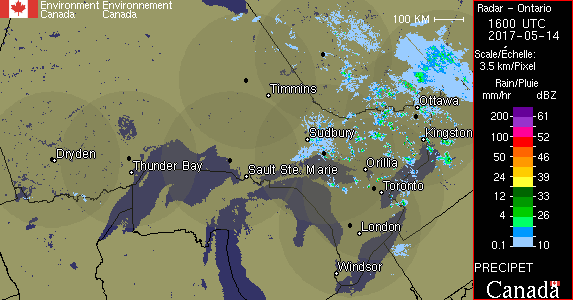 Environment Environnement
Canada Canada
100 KM
Timmins
Ottawa
Sudbury
Kingston
Dryden
Thunder Bay
Sault Ste. Marie
Orillia
Toronto
London
Windsor
Radar - Ontario
1600 UTC
2017-05-14
Scale/Échelle:
3.5 km/Pixel
Rain/Pluie
mm/hr dBZ
200 61
100 56
50 46
24 39
12 33
4 26
0.1 10
PRECIPET
Canada